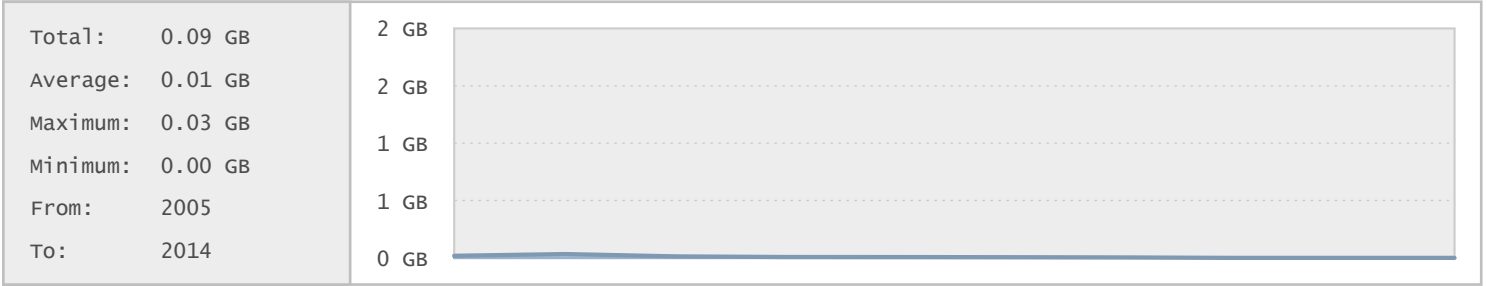 Total: 0.09 GB
Average: 0.01 GB
Maximum: 0.03 GB
Minimum: 0.00 GB
From: 2005
To: 2014
2 GB
2 GB
1 GB
1 GB
0 GB